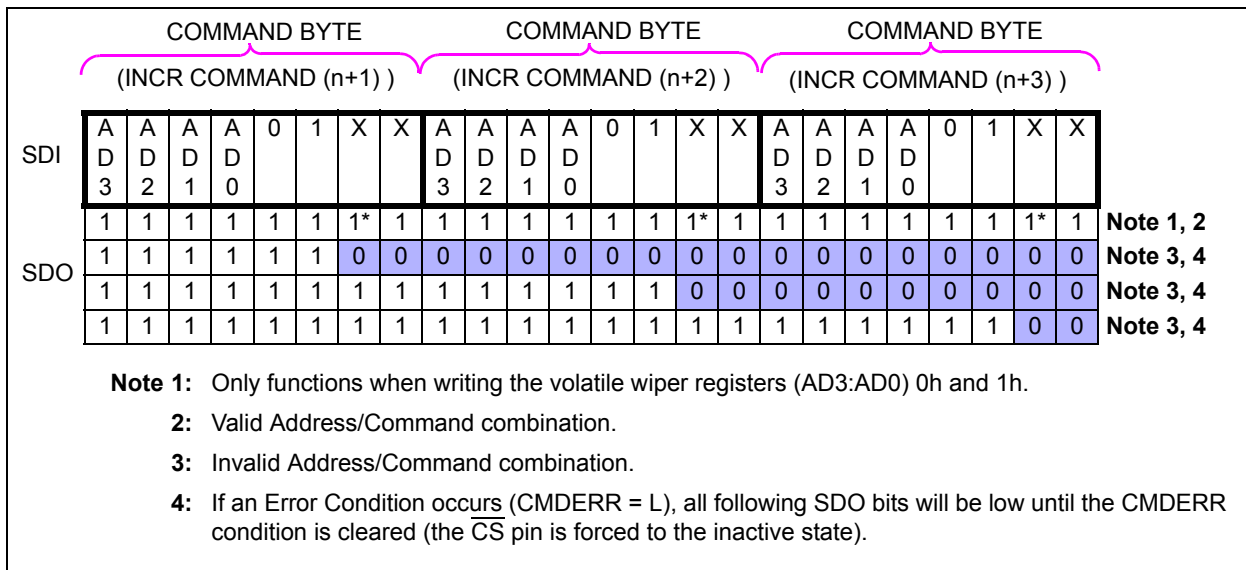 COMMAND BYTE COMMAND BYTE COMMAND BYTE
(INCR COMMAND (n+1) ) (INCR COMMAND (n+2) ) (INCR COMMAND (n+3) )
SDI
A A A A 0 1 X X A A A A 0 1 X X A A A A 0 1 X X
D D D D D D D D D D D D
3 2 1 0 3 2 1 0 3 2 1 0
SDO
1 1 1 1 1 1 1* 1 1 1 1 1 1 1 1* 1 1 1 1 1 1 1 1* 1 Note 1, 2
1 1 1 1 1 1 0 0 0 0 0 0 0 0 0 0 0 0 0 0 0 0 0 0 Note 3, 4
1 1 1 1 1 1 1 1 1 1 1 1 1 1 0 0 0 0 0 0 0 0 0 0 Note 3, 4
1 1 1 1 1 1 1 1 1 1 1 1 1 1 1 1 1 1 1 1 1 1 0 0 Note 3, 4
Note 1: Only functions when writing the volatile wiper registers (AD3:AD0) 0h and 1h.
2: Valid Address/Command combination.
3: Invalid Address/Command combination.
4: If an Error Condition occurs (CMDERR = L), all following SDO bits will be low until the CMDERR
condition is cleared (the CS pin is forced to the inactive state).